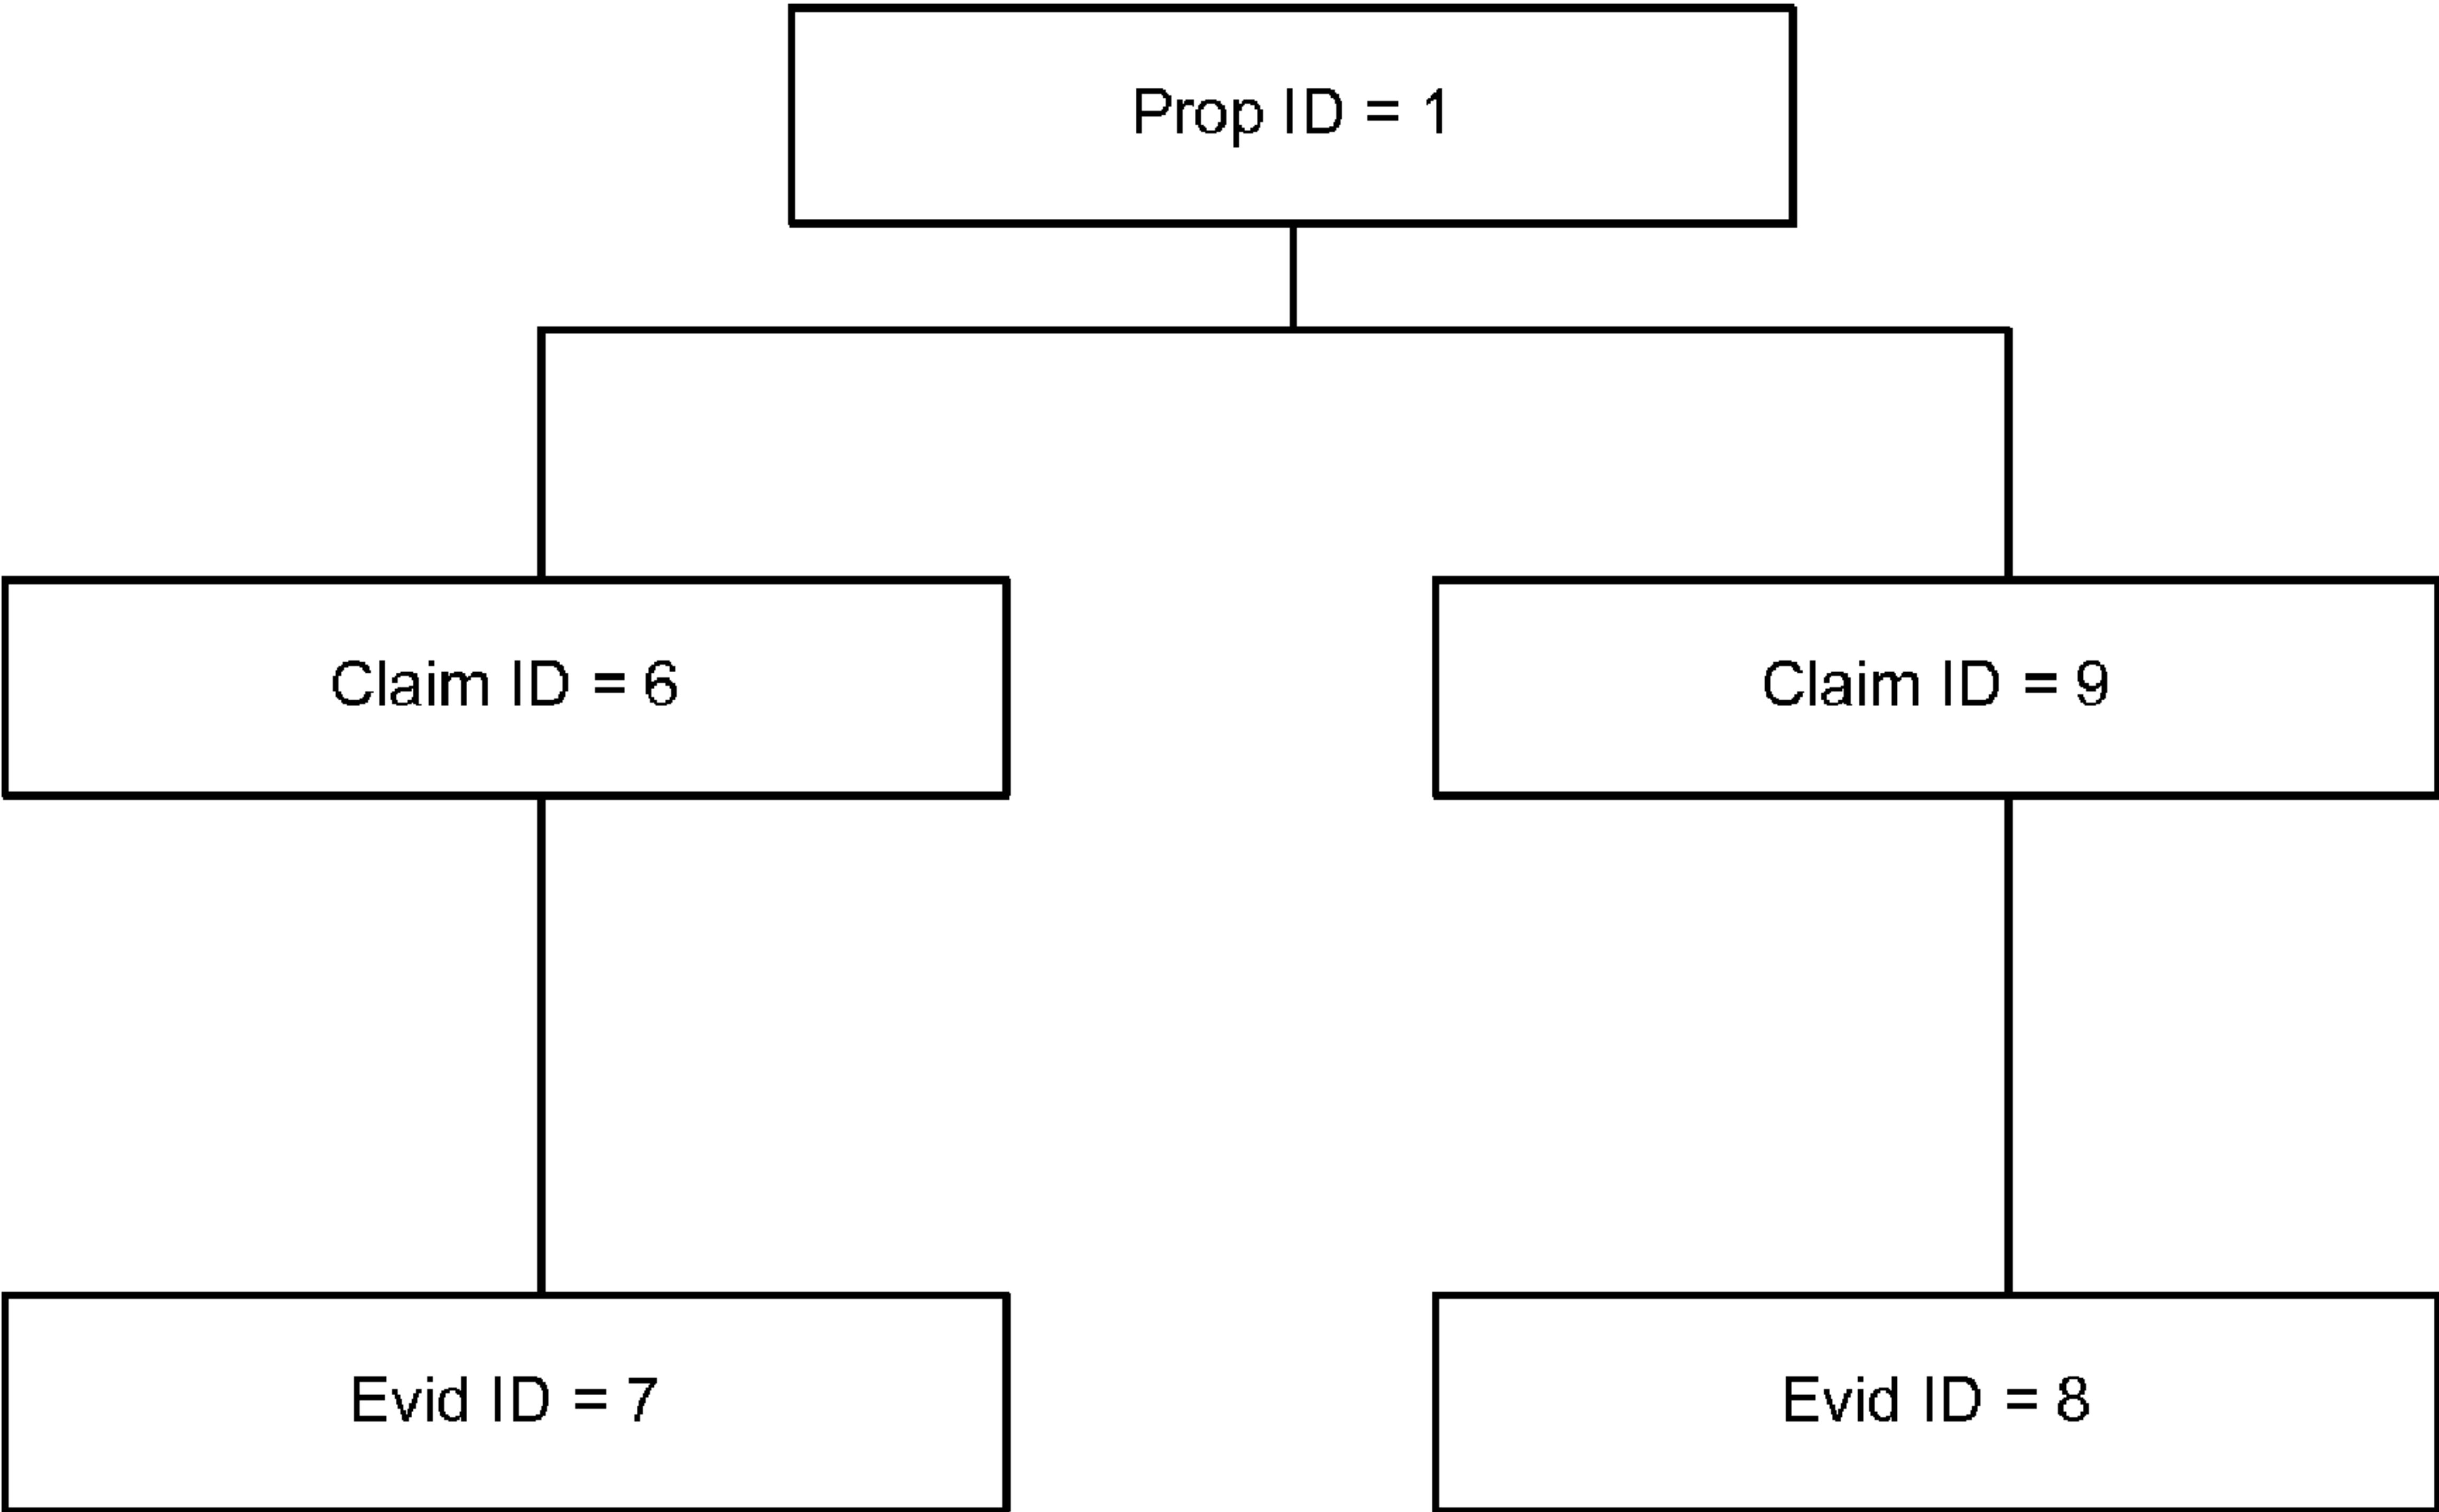 Prop ID = 1
Claim ID = 6
Claim ID = 9
Evid ID = 7
Evid ID = 8